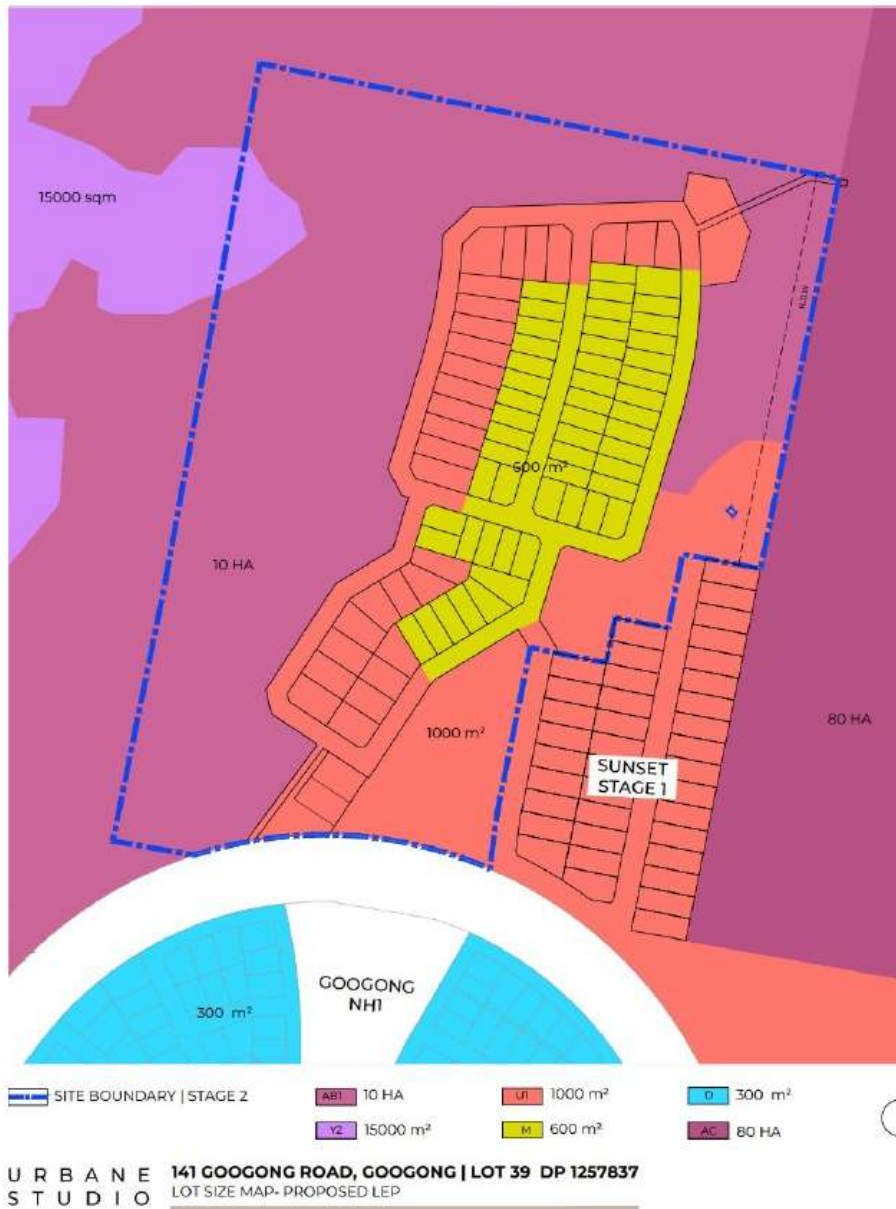 15000 sqm
600 m²
10 HA
1000 m²
80 HA
SUNSET
STAGE 1
GOOGONG
NH1
300 m²
SITE BOUNDARY | STAGE 2
AB1 10 HA
U1 1000 m²
D 300 m²
Y2 15000 m²
M 600 m²
AC 80 HA
URBANE
STUDIO
141 GOOGONG ROAD, GOOGONG | LOT 39 DP 1257837
LOT SIZE MAP- PROPOSED LEP